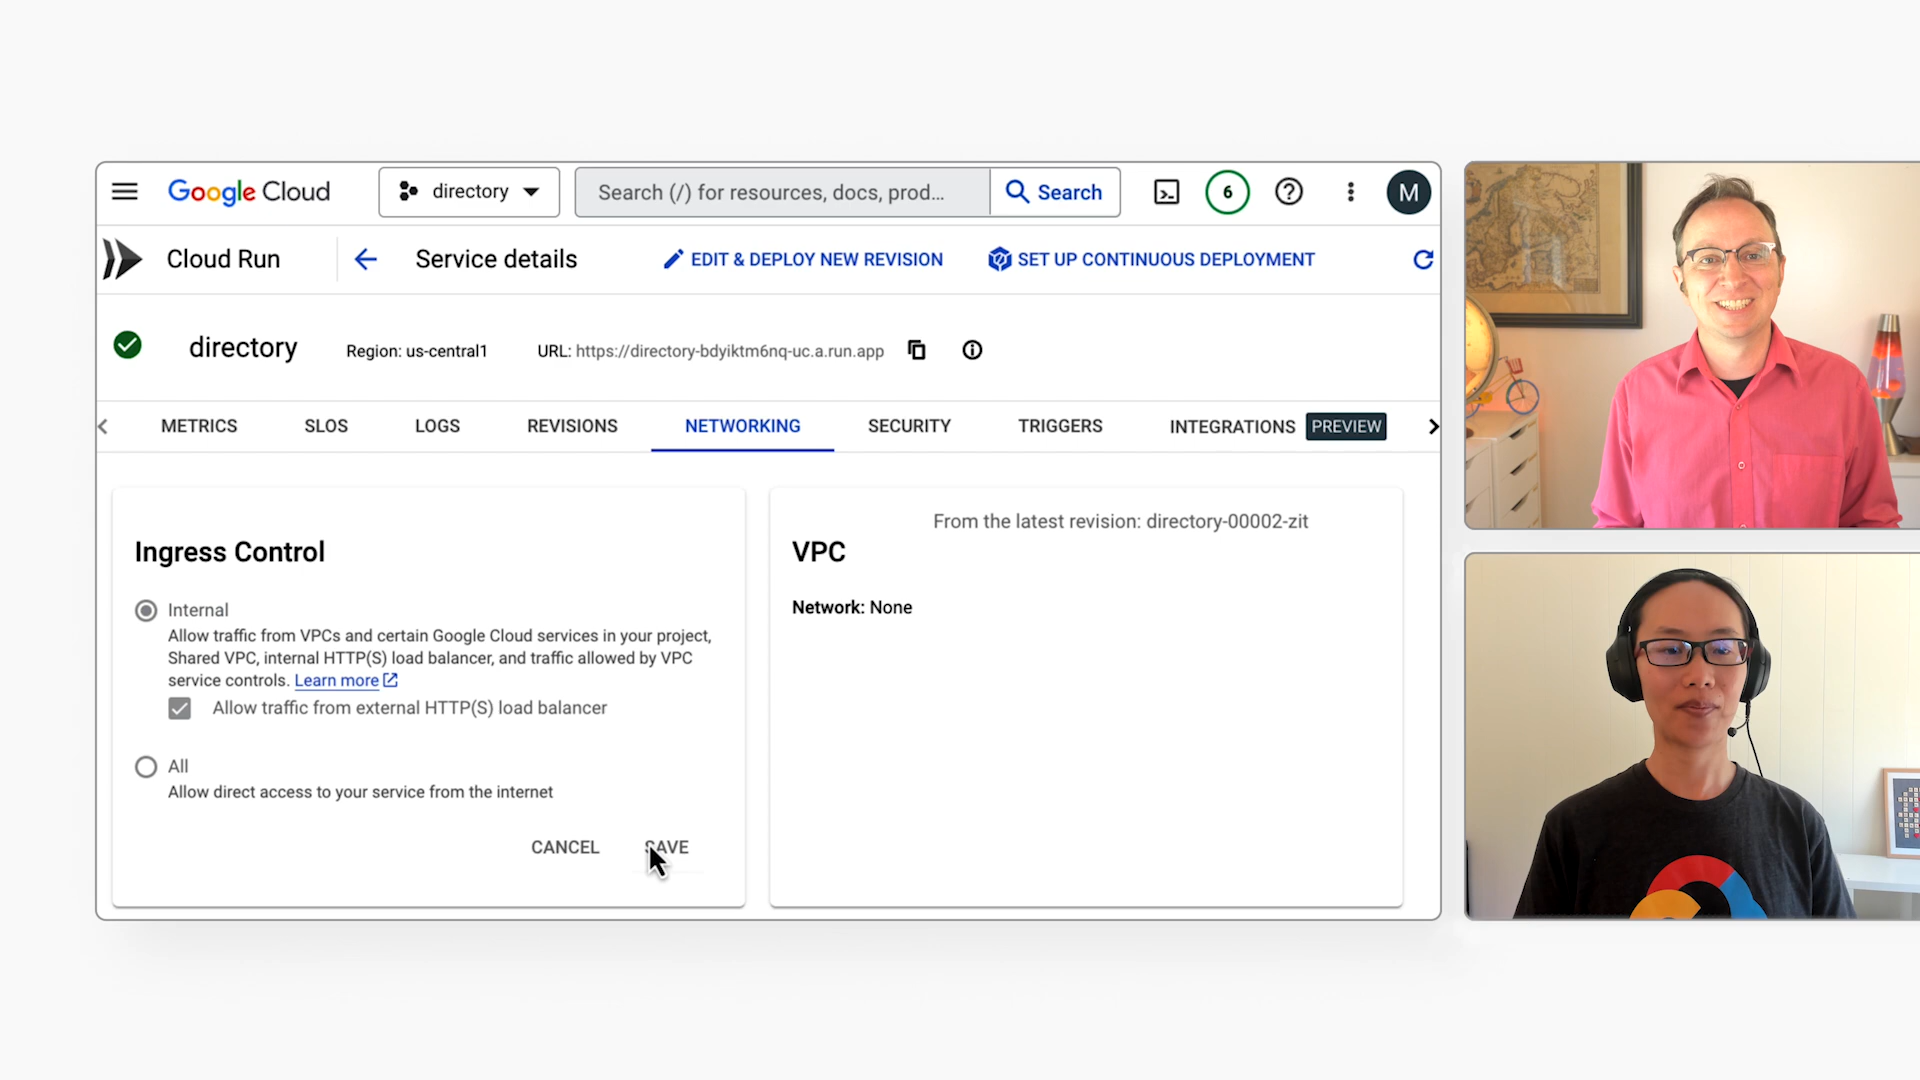 Google Cloud
directory
Search (/) for resources, docs, prod...
Search
6
M
Cloud Run
Service details
EDIT & DEPLOY NEW REVISION
SET UP CONTINUOUS DEPLOYMENT
directory
Region: us-central1
URL: https://directory-bdyiktm6nq-uc.a.run.app
METRICS
SLOS
LOGS
REVISIONS
NETWORKING
SECURITY
TRIGGERS
INTEGRATIONS
PREVIEW
Ingress Control
Internal
Allow traffic from VPCs and certain Google Cloud services in your project,
Shared VPC, internal HTTP(S) load balancer, and traffic allowed by VPC
service controls. Learn more
Allow traffic from external HTTP(S) load balancer
All
Allow direct access to your service from the internet
CANCEL
SAVE
From the latest revision: directory-00002-zit
VPC
Network: None